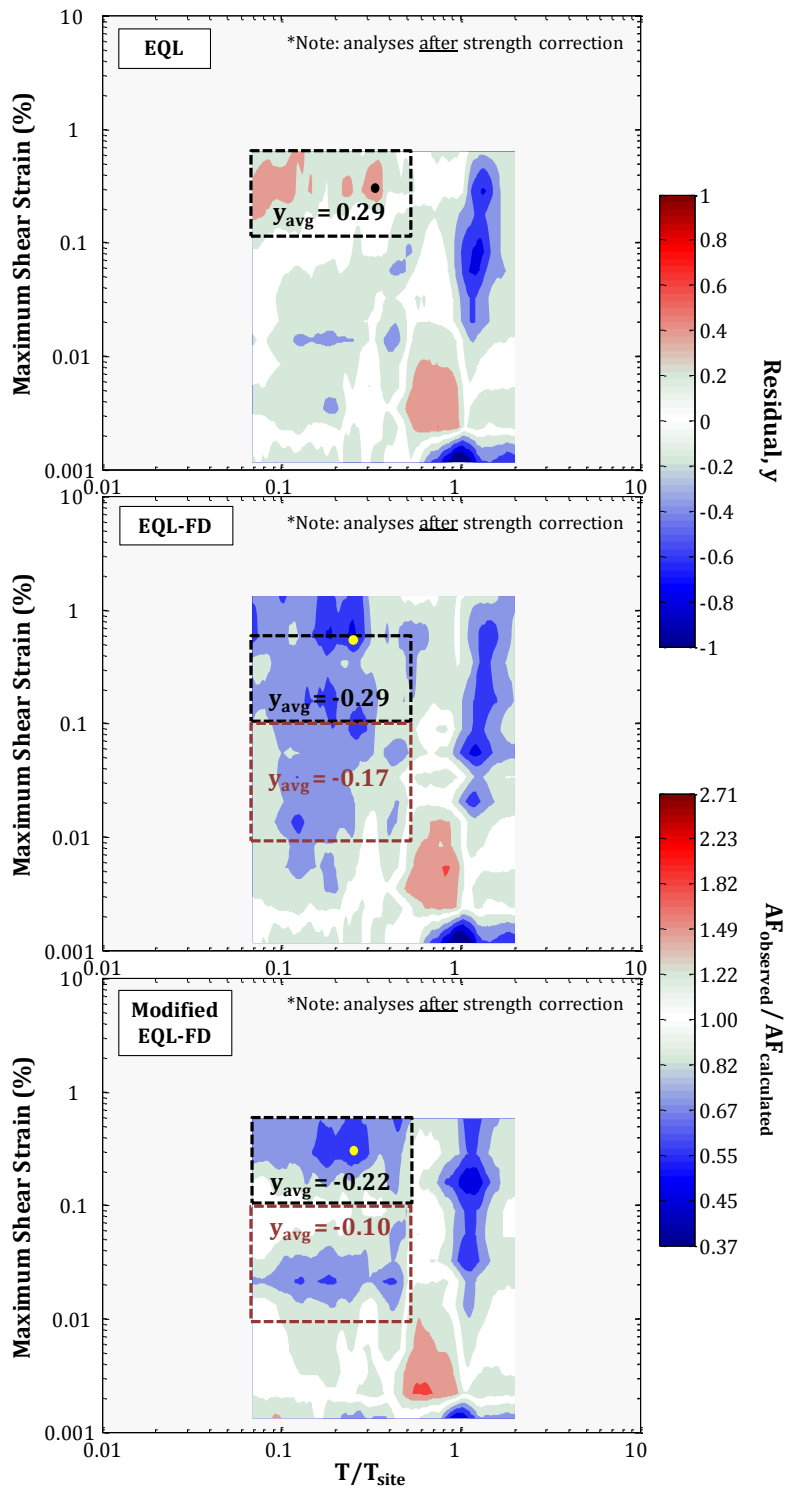 10
EQL
*Note: analyses after strength correction
1
y_avg = 0.29
0.1
0.01
0.001
Maximum Shear Strain (%)
0.01
0.1
1
10
10
EQL-FD
*Note: analyses after strength correction
1
y_avg = -0.29
0.1
y_avg = -0.17
0.01
0.001
Maximum Shear Strain (%)
0.01
0.1
1
10
10
Modified
EQL-FD
*Note: analyses after strength correction
1
y_avg = -0.22
0.1
y_avg = -0.10
0.01
0.001
Maximum Shear Strain (%)
0.01
0.1
1
10
T/T_site
1
0.8
0.6
0.4
0.2
0
-0.2
-0.4
-0.6
-0.8
-1
Residual, y
2.71
2.23
1.82
1.49
1.22
1.00
0.82
0.67
0.55
0.45
0.37
AF_observed / AF_calculated